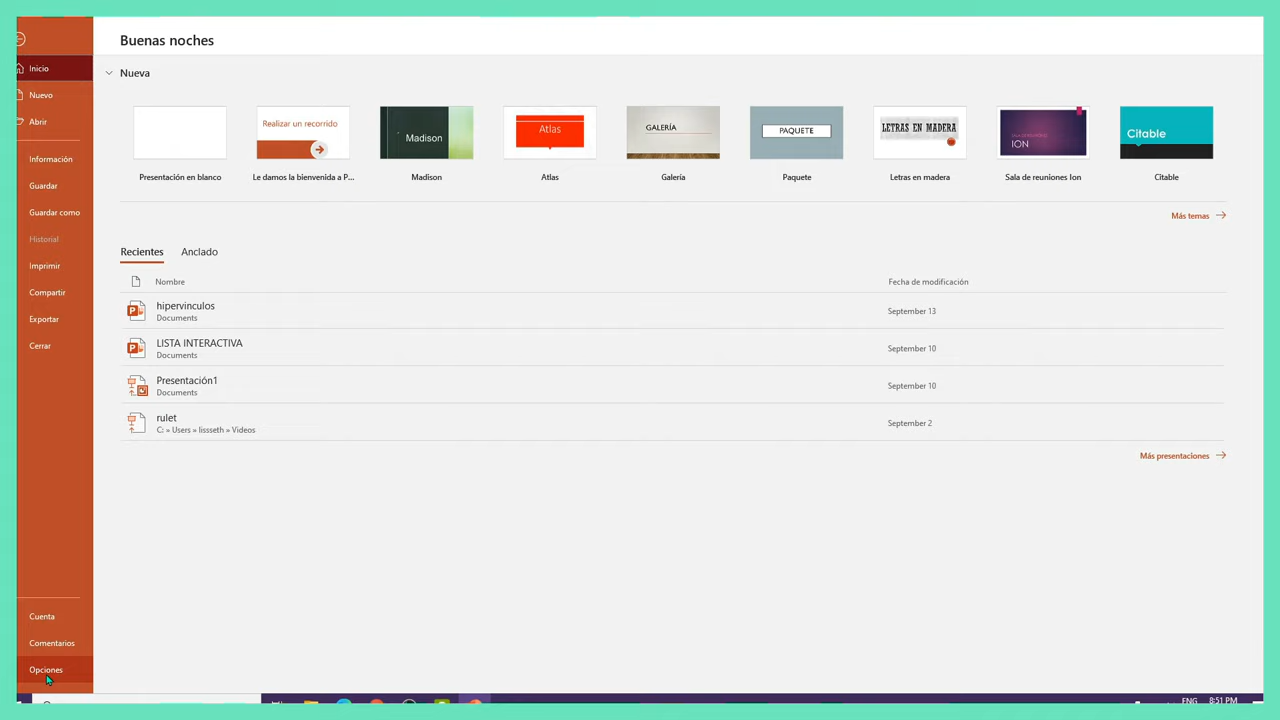 Buenas noches
Inicio
Nuevo
Abrir
Información
Guardar
Guardar como
Historial
Imprimir
Compartir
Exportar
Cerrar
Cuenta
Comentarios
Opciones
Nueva
Realizar un recorrido
Madison
Atlas
GALERÍA
PAQUETE
LETRAS EN MADERA
ION
Citable
Presentación en blanco
Le damos la bienvenida a P...
Madison
Atlas
Galería
Paquete
Letras en madera
Sala de reuniones Ion
Citable
Más temas
Recientes Anclado
Nombre Fecha de modificación
hipervinculos
Documents
September 13
LISTA INTERACTIVA
Documents
September 10
Presentación1
Documents
September 10
rulet
C: » Users » lissseth » Videos
September 2
Más presentaciones
ENG 8:51 PM